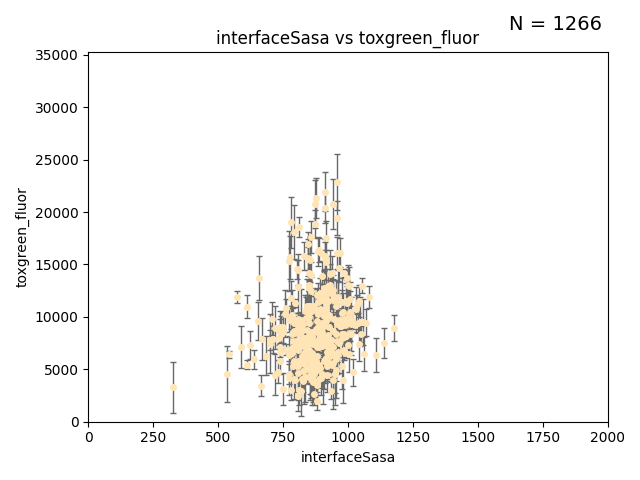 N = 1266
interfaceSasa vs toxgreen_fluor
toxgreen_fluor
35000
30000
25000
20000
15000
10000
5000
0
0 250 500 750 1000 1250 1500 1750 2000
interfaceSasa